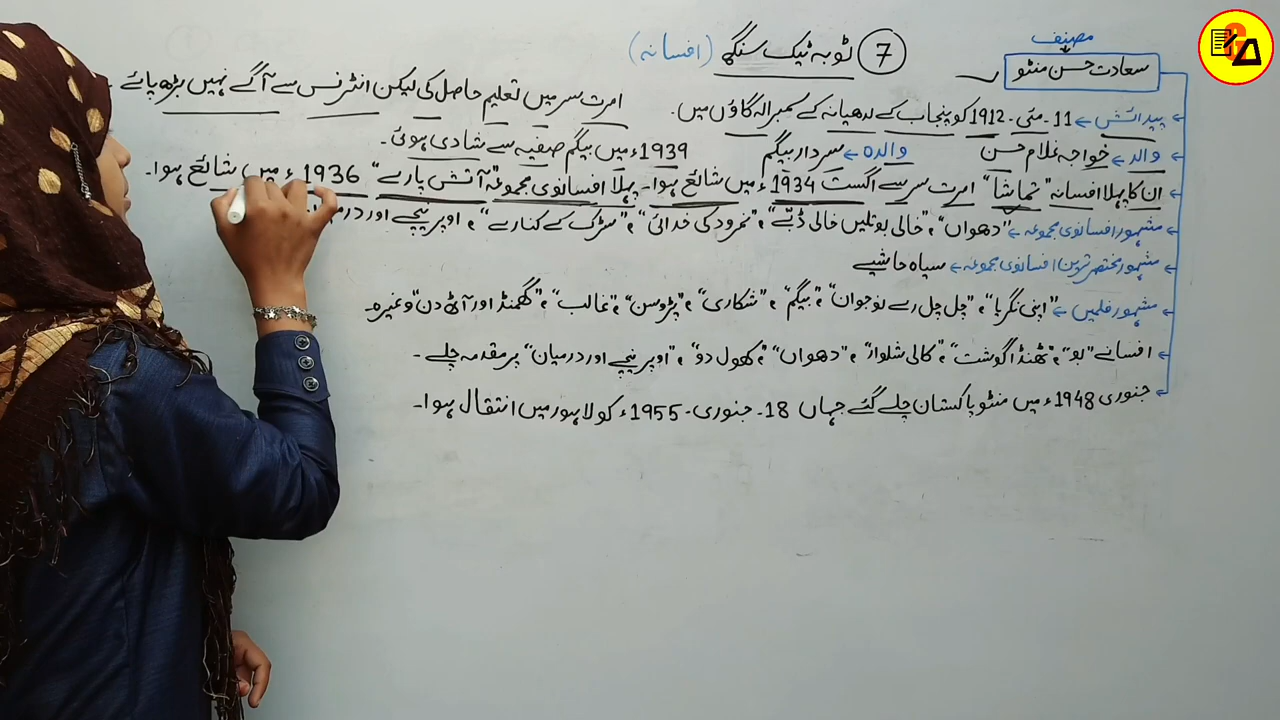 مصنف
7 ٹوبہ ٹیک سنگھ (افسانہ)
سعادت حسن منٹو
امرت سر میں تعلیم حاصل کی لیکن انٹرنس سے آگے نہیں بڑھ پائے۔
پیدائش ← 11۔ مئی۔ 1912 کو پنجاب کے لدھیانہ کے سمبرالہ گاؤں میں۔
والد ← خواجہ غلام حسن والدہ ← سردار بیگم 1939ء میں بیگم صفیہ سے شادی ہوئی۔
ان کا پہلا افسانہ "تماشا" امرت سر سے اگست 1934ء میں شائع ہوا۔ پہلا افسانوی مجموعہ "آتش پارے" 1936ء میں شائع ہوا۔
مشہور افسانوی مجموعہ ← "دھواں"، "خالی بوتلیں خالی ڈبّے"، "نمرود کی خدائی"، "سڑک کے کنارے"، "اوپر نیچے اور
مشہور مختصر ترین افسانوی مجموعہ ← سیاہ حاشیے
مشہور فلمیں ← "اپنی نگریا"، "چل چل رے نوجوان"، "بیگم"، "شکاری"، "پڑوسن"، "غالب"، "گھمنڈ اور آٹھ دن" وغیرہ۔
افسانے "بو"، "ٹھنڈا گوشت"، "کالی شلوار"، "دھواں"، "کھول دو"، "اوپر نیچے اور درمیان" پر مقدمہ چلے۔
جنوری 1948ء میں منٹو پاکستان چلے گئے جہاں 18۔ جنوری۔ 1955ء کو لاہور میں انتقال ہوا۔